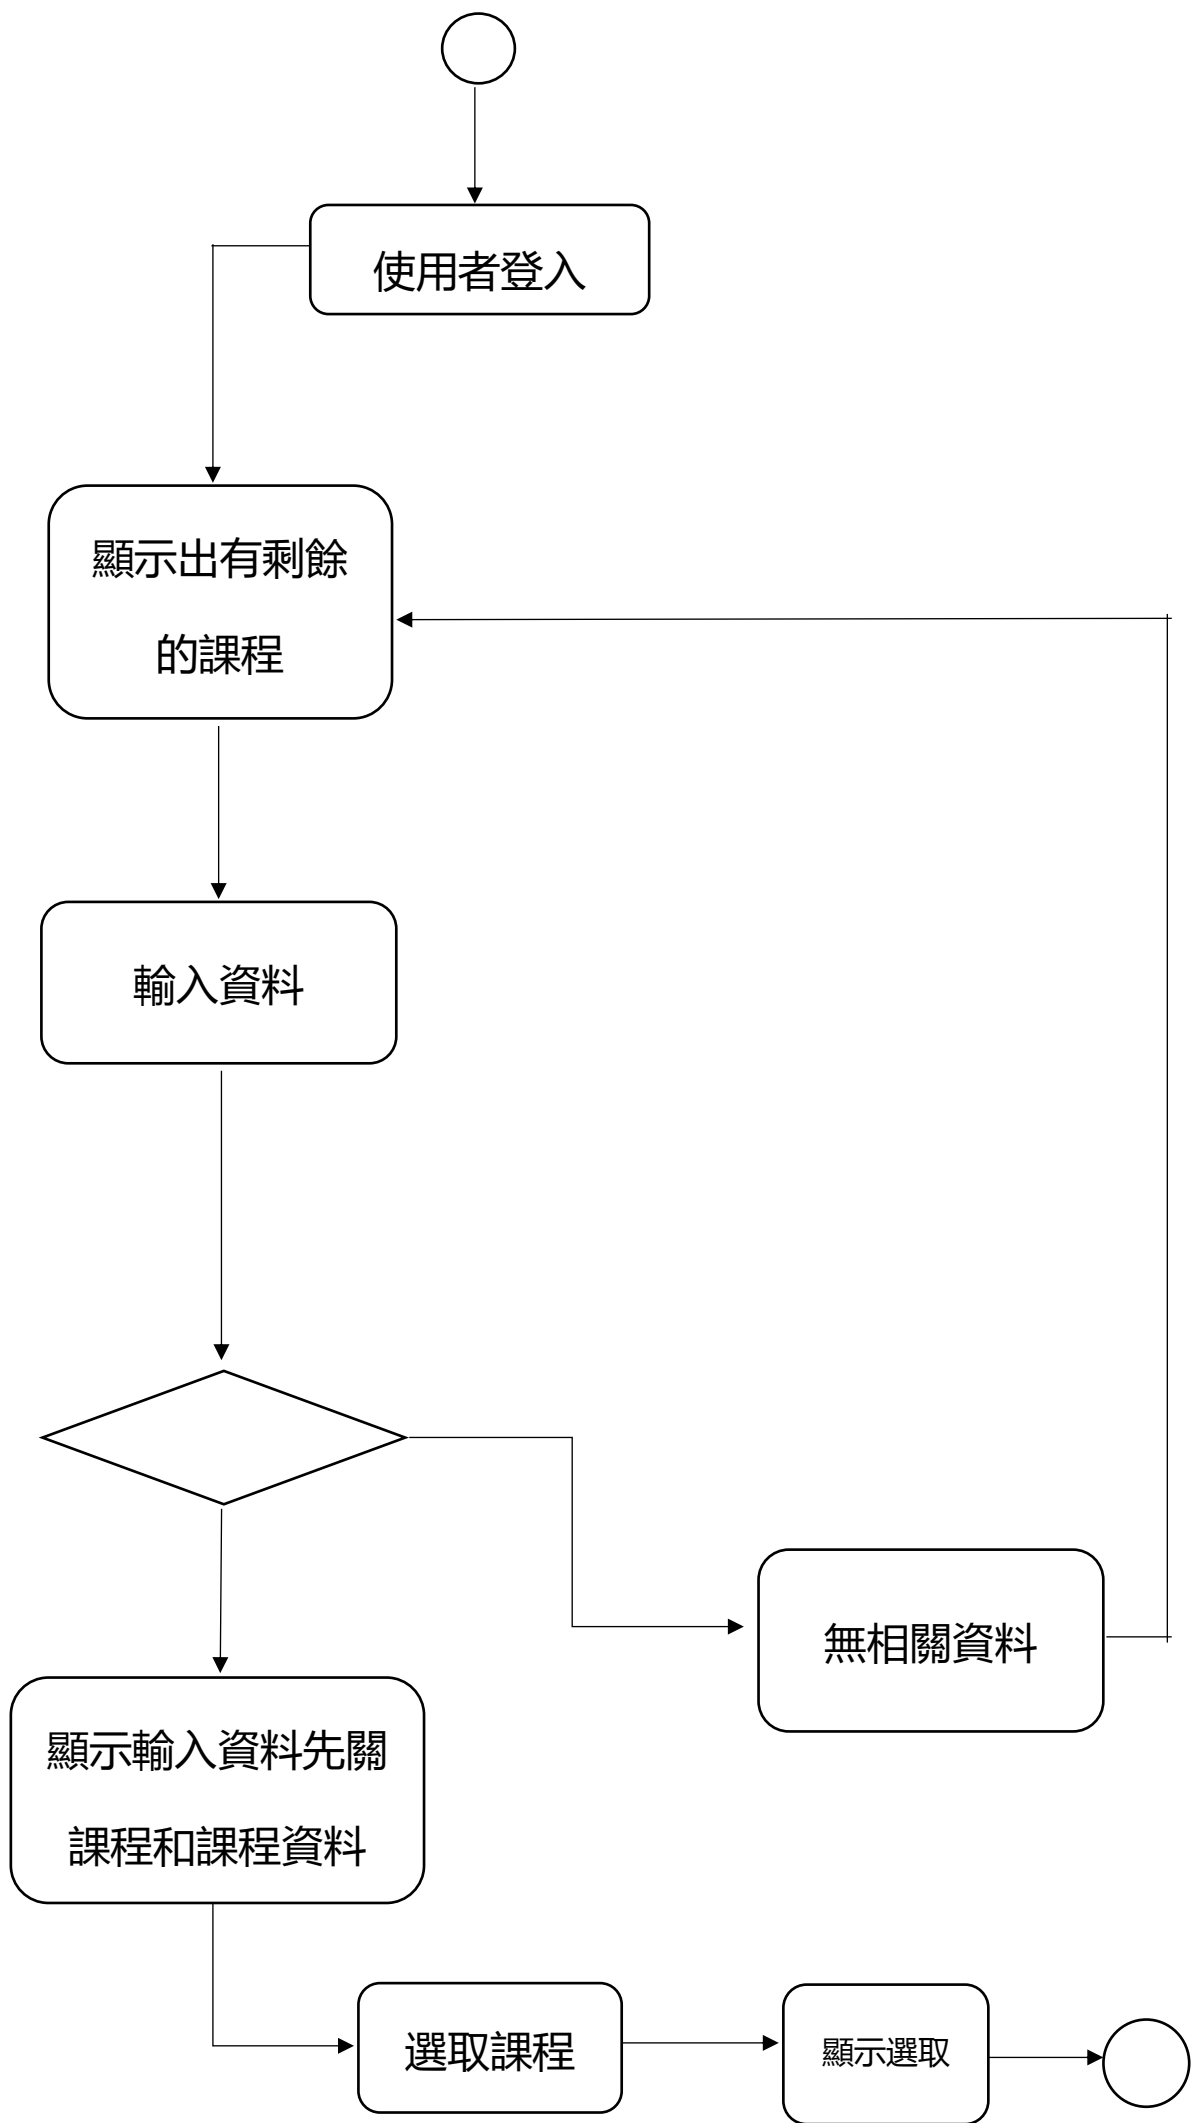 使用者登入
顯示出有剩餘
的課程
輸入資料
無相關資料
顯示輸入資料先關
課程和課程資料
選取課程
顯示選取